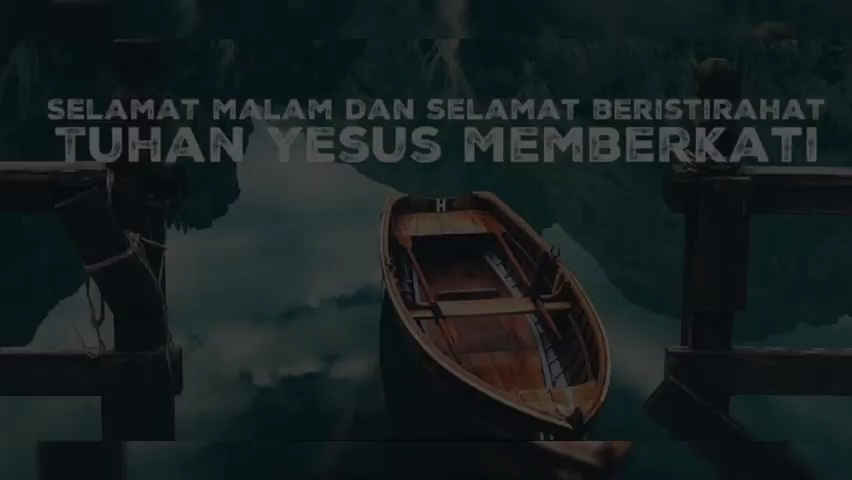 SELAMAT MALAM DAN SELAMAT BERISTIRAHAT
TUHAN YESUS MEMBERKATI
H